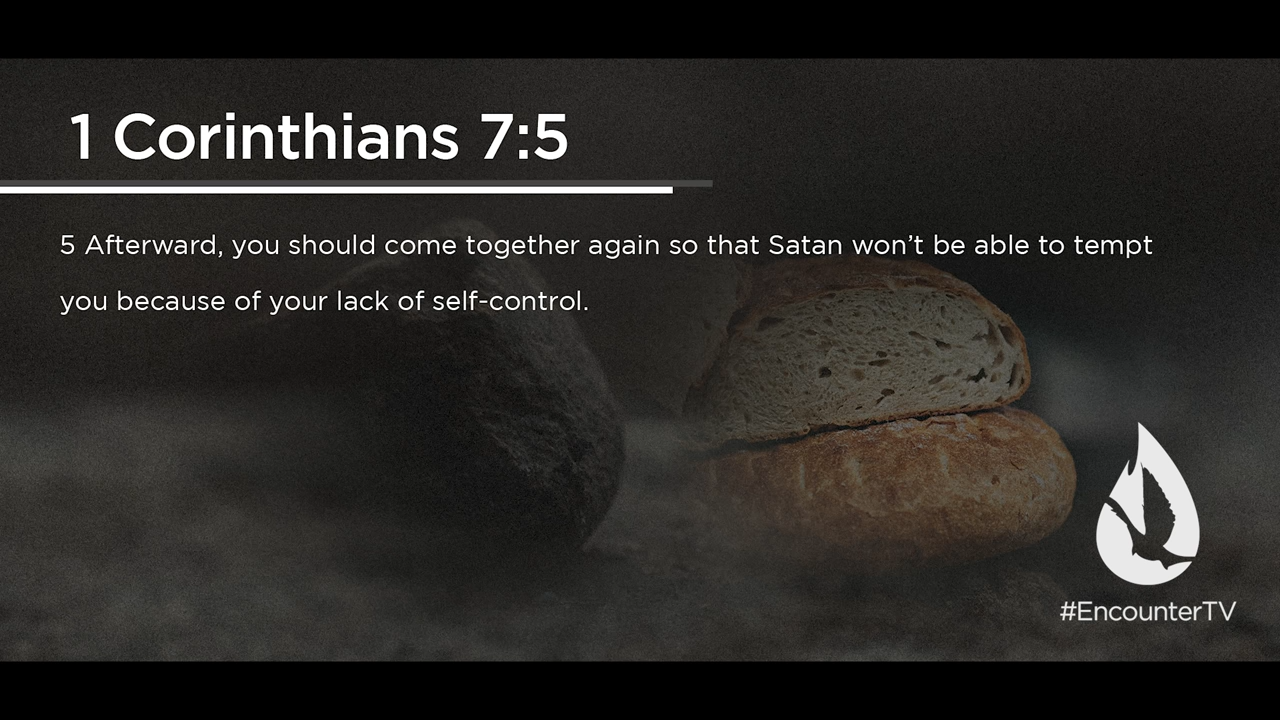 1 Corinthians 7:5
5 Afterward, you should come together again so that Satan won’t be able to tempt
you because of your lack of self-control.
#EncounterTV